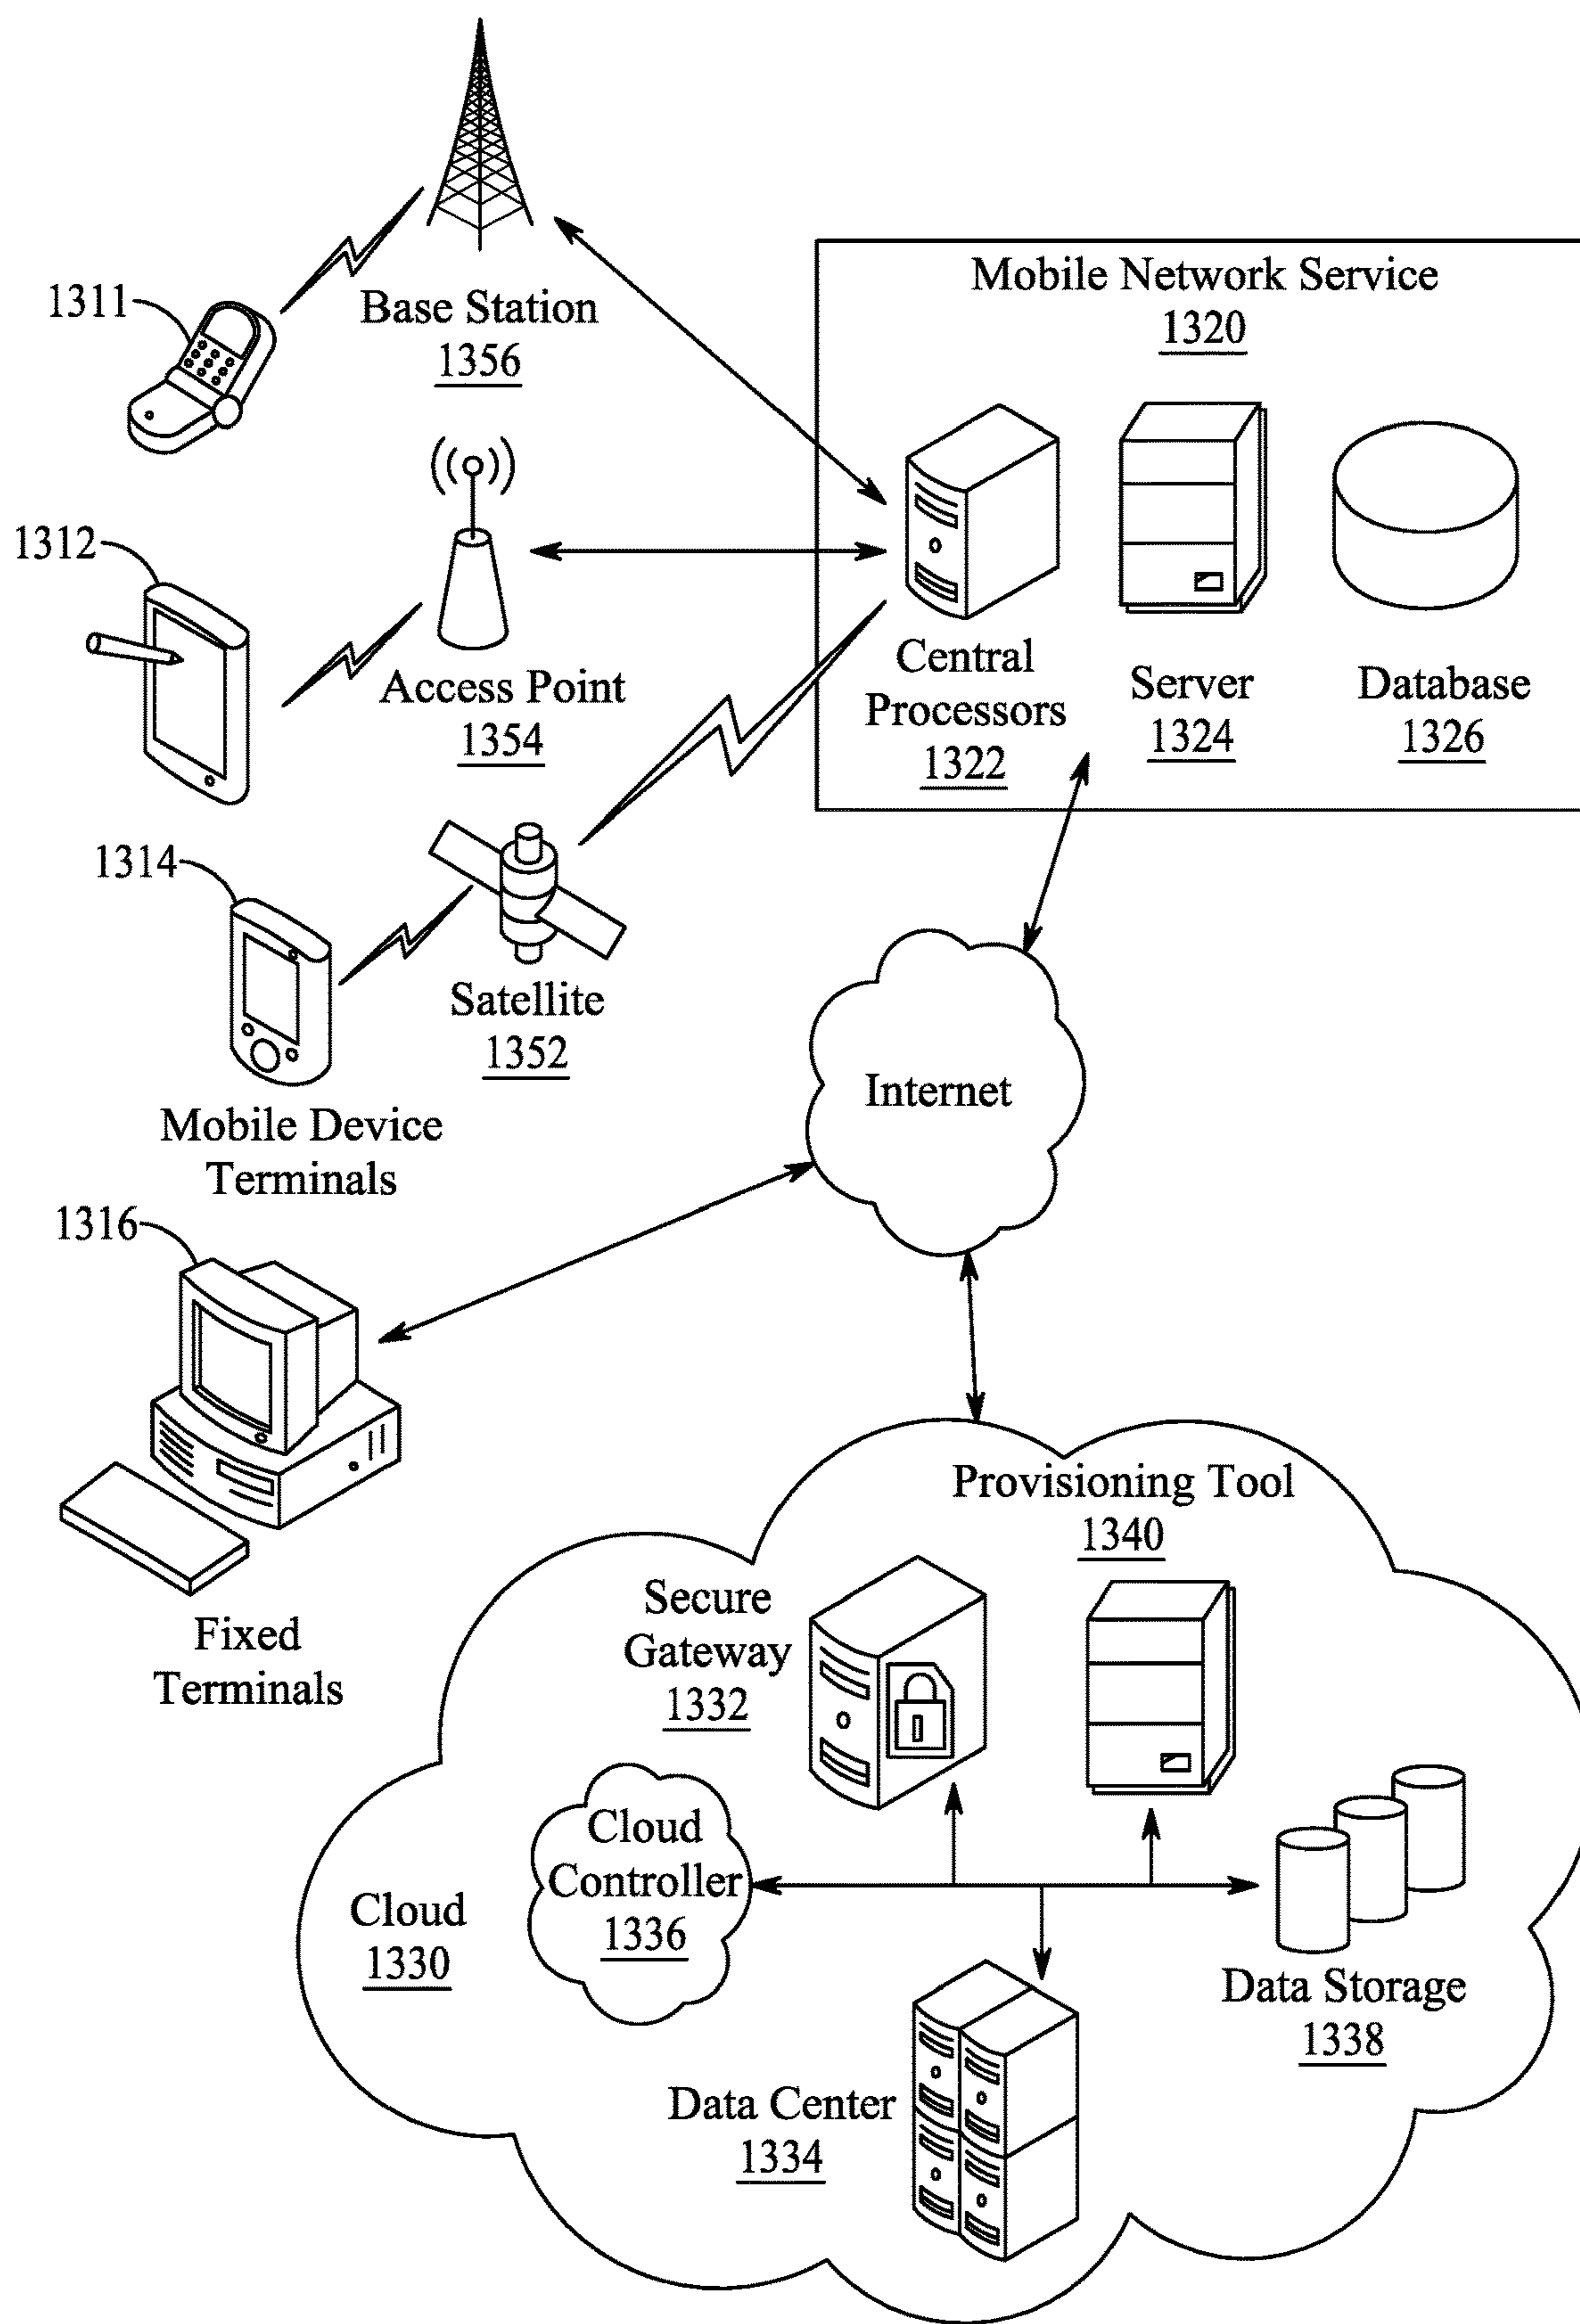 1311
Base Station
1356
Mobile Network Service
1320
1312
Access Point
1354
Central
Processors
1322
Server
1324
Database
1326
1314
Satellite
1352
Mobile Device
Terminals
Internet
1316
Fixed
Terminals
Provisioning Tool
1340
Secure
Gateway
1332
Cloud
Controller
1336
Cloud
1330
Data Storage
1338
Data Center
1334